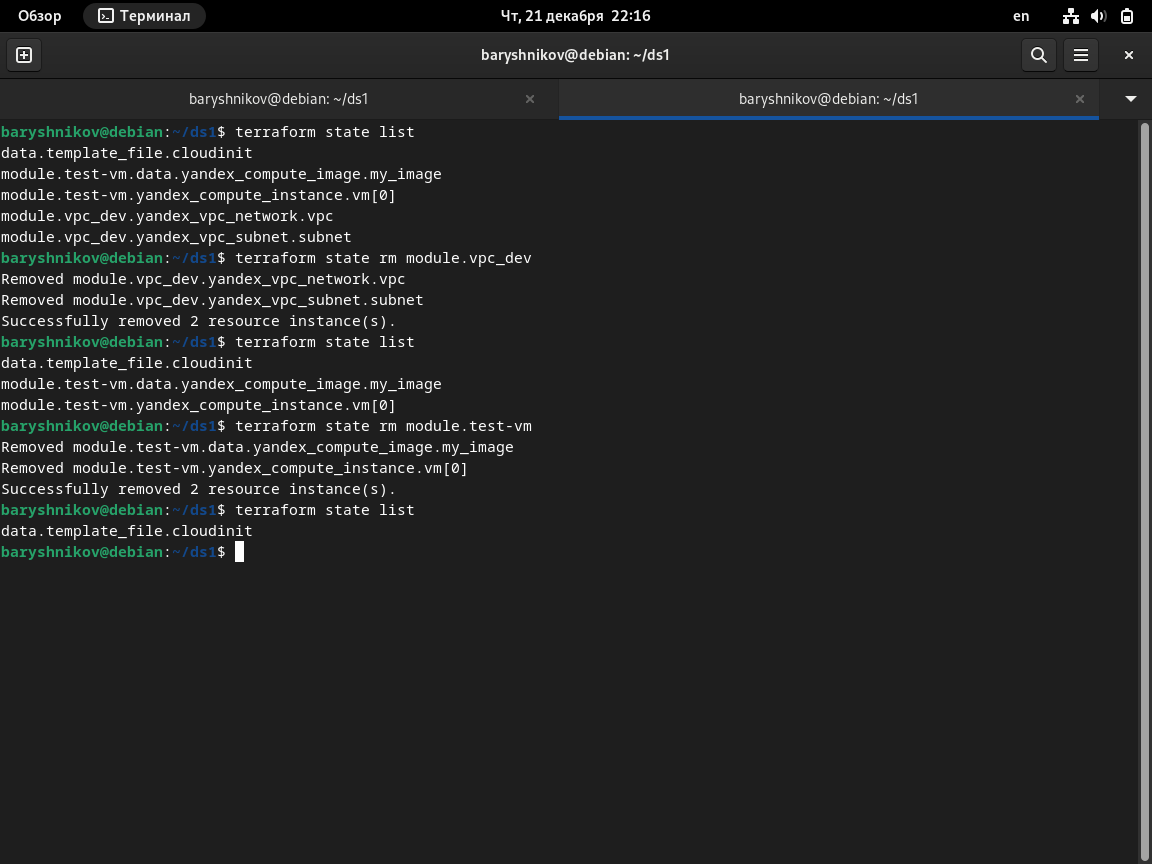 Обзор Терминал Чт, 21 декабря 22:16 en
baryshnikov@debian: ~/ds1
baryshnikov@debian: ~/ds1 × baryshnikov@debian: ~/ds1 ×
baryshnikov@debian:~/ds1$ terraform state list
data.template_file.cloudinit
module.test-vm.data.yandex_compute_image.my_image
module.test-vm.yandex_compute_instance.vm[0]
module.vpc_dev.yandex_vpc_network.vpc
module.vpc_dev.yandex_vpc_subnet.subnet
baryshnikov@debian:~/ds1$ terraform state rm module.vpc_dev
Removed module.vpc_dev.yandex_vpc_network.vpc
Removed module.vpc_dev.yandex_vpc_subnet.subnet
Successfully removed 2 resource instance(s).
baryshnikov@debian:~/ds1$ terraform state list
data.template_file.cloudinit
module.test-vm.data.yandex_compute_image.my_image
module.test-vm.yandex_compute_instance.vm[0]
baryshnikov@debian:~/ds1$ terraform state rm module.test-vm
Removed module.test-vm.data.yandex_compute_image.my_image
Removed module.test-vm.yandex_compute_instance.vm[0]
Successfully removed 2 resource instance(s).
baryshnikov@debian:~/ds1$ terraform state list
data.template_file.cloudinit
baryshnikov@debian:~/ds1$